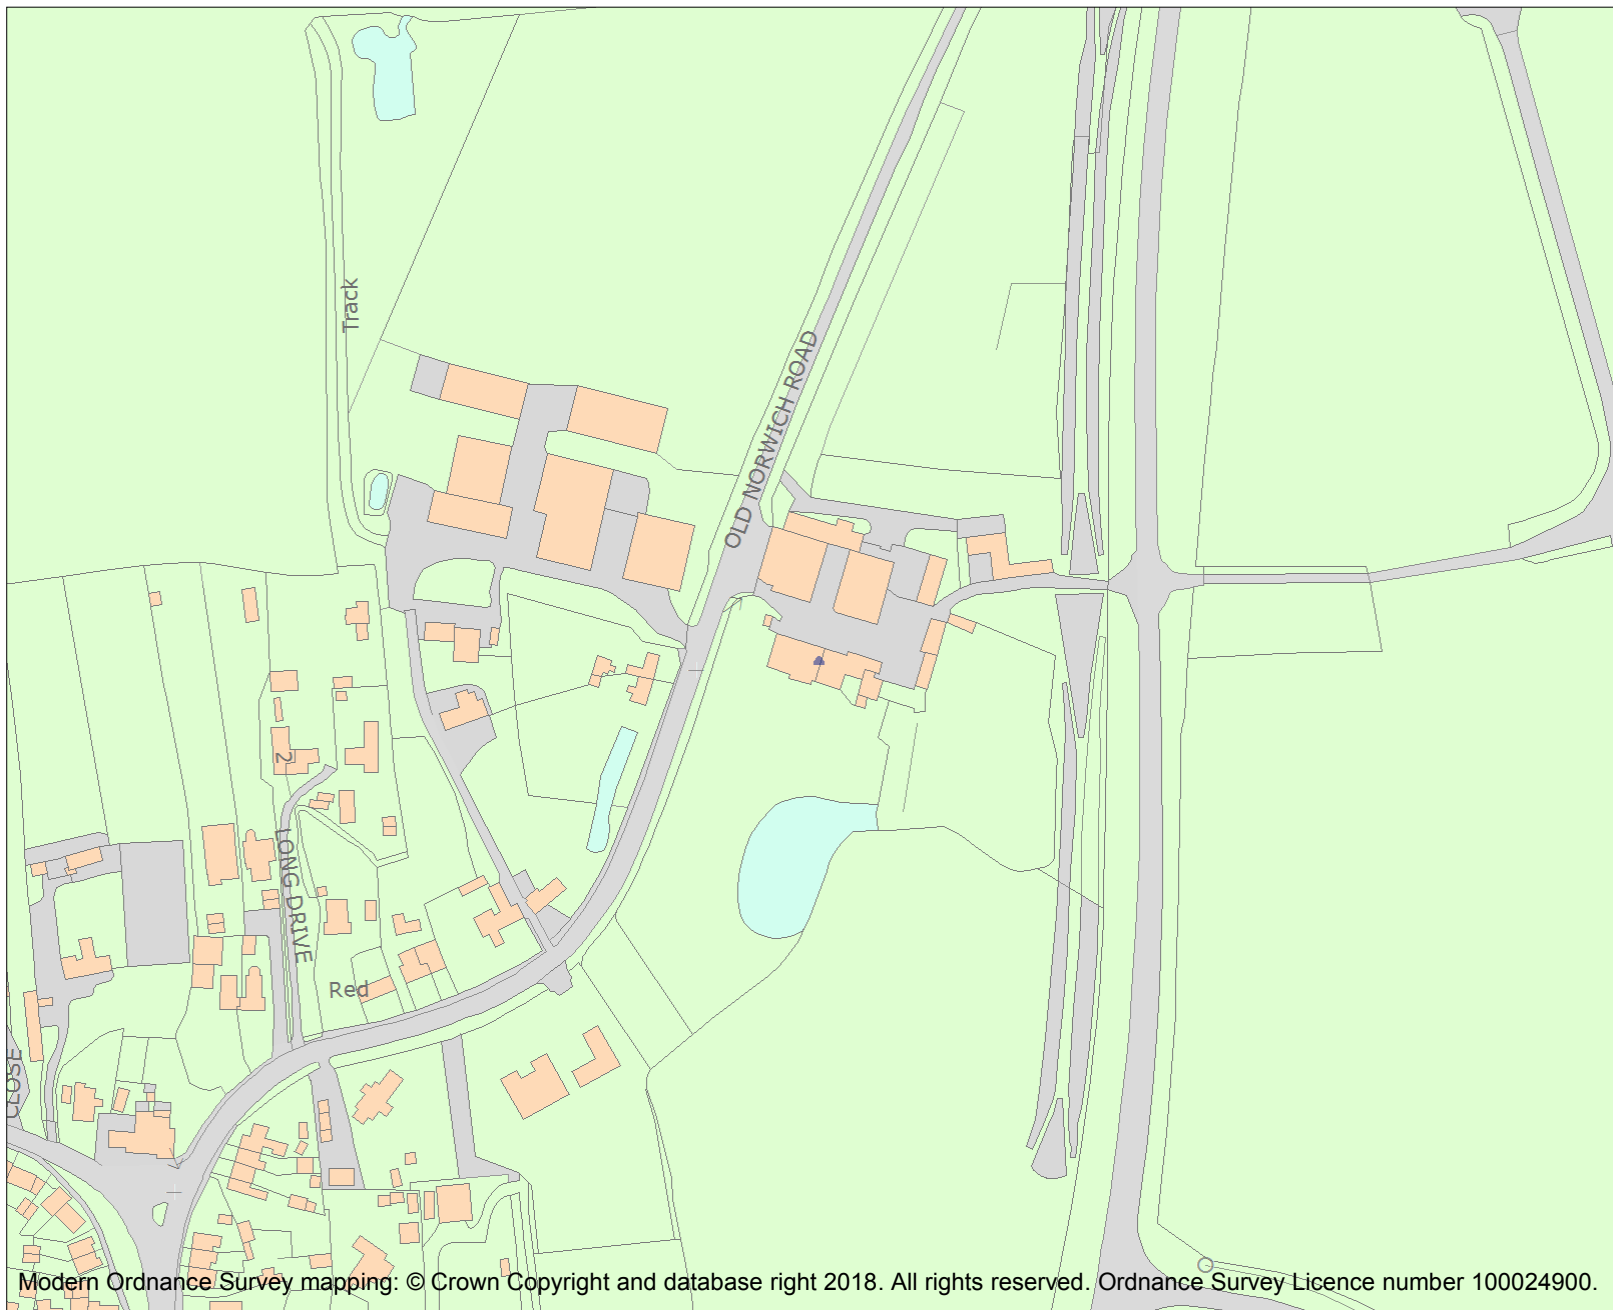 Track
OLD NORWICH ROAD
2
LONG DRIVE
Red
CLOSE
Modern Ordnance Survey mapping: © Crown Copyright and database right 2018. All rights reserved. Ordnance Survey Licence number 100024900.